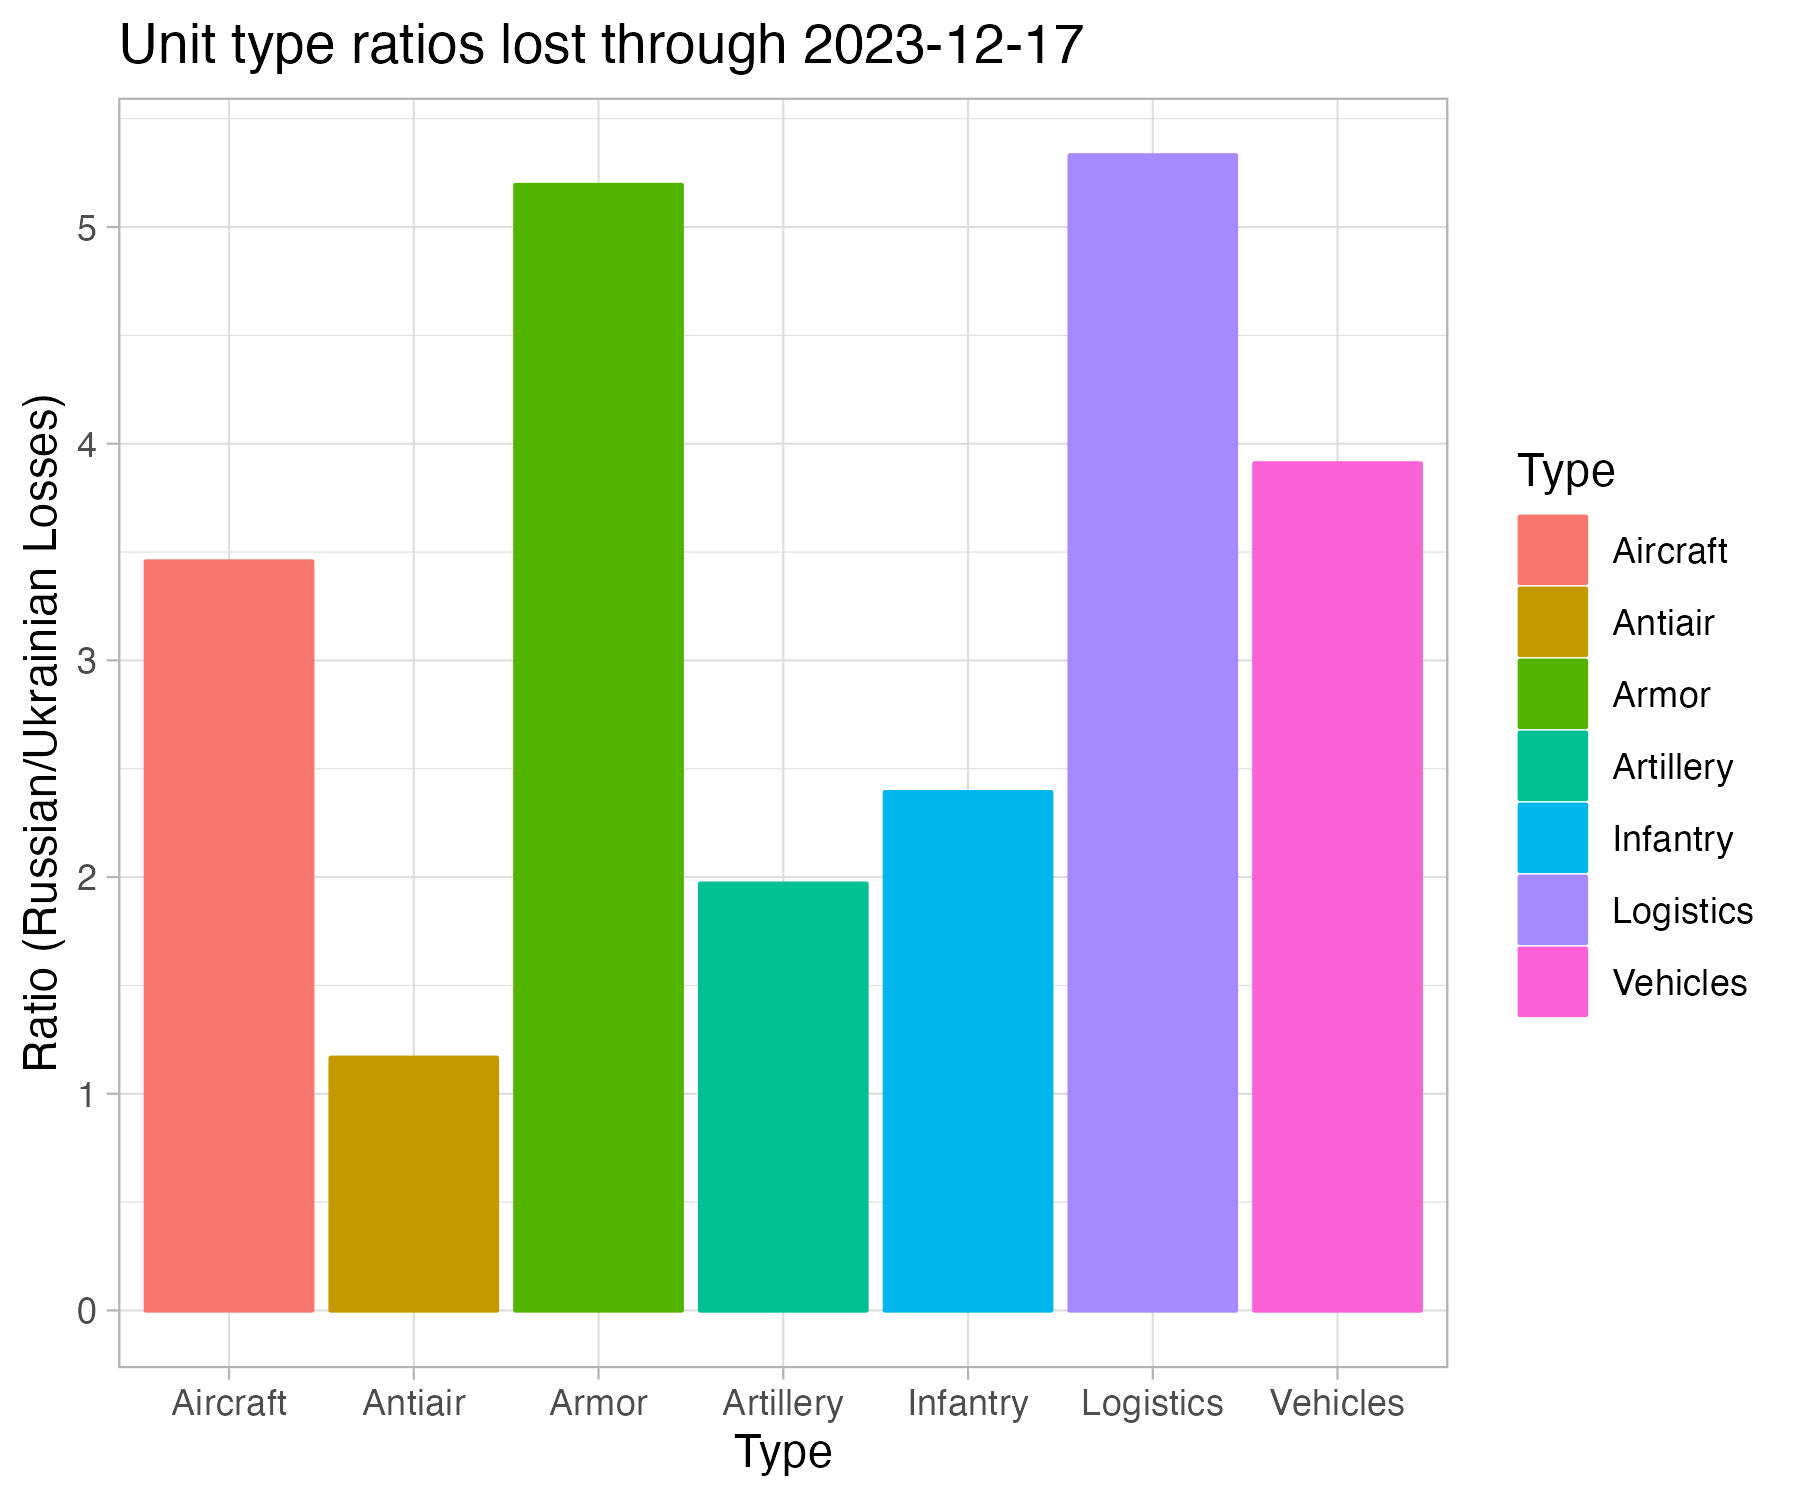 Unit type ratios lost through 2023-12-17
Ratio (Russian/Ukrainian Losses)
5
4
3
2
1
0
Aircraft Antiair Armor Artillery Infantry Logistics Vehicles
Type
Type
Aircraft
Antiair
Armor
Artillery
Infantry
Logistics
Vehicles